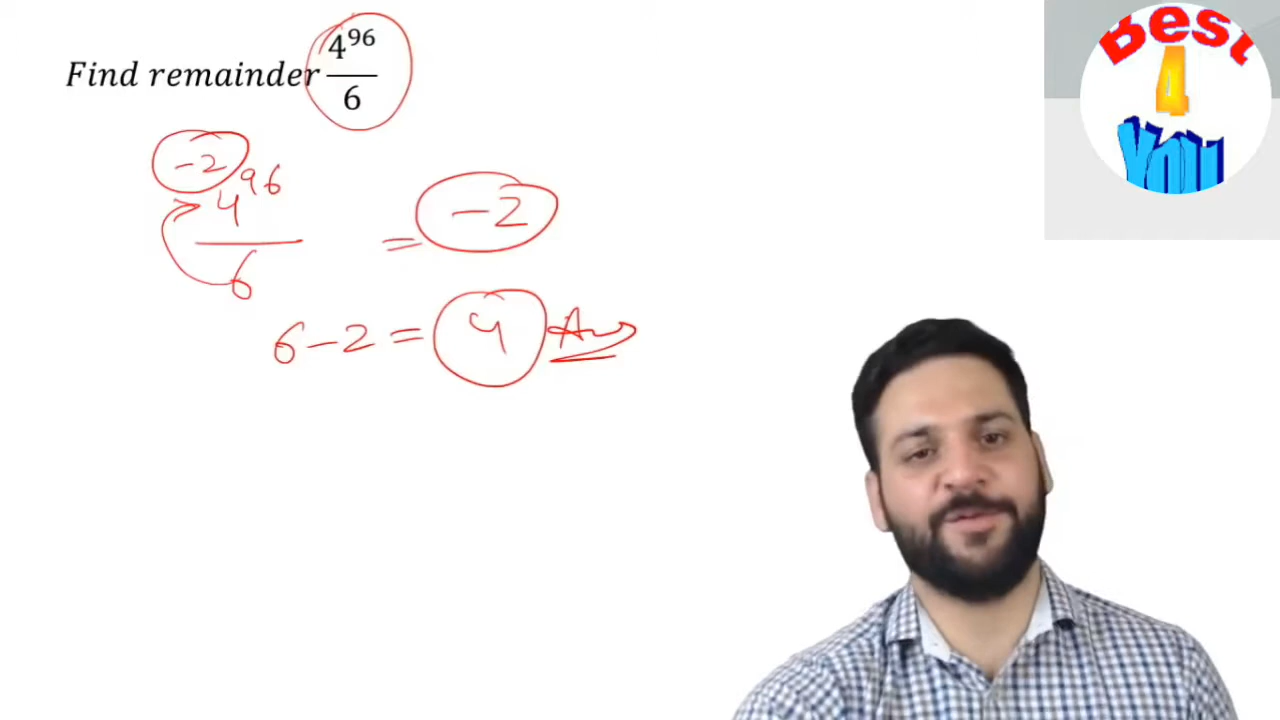 Find remainder 4^96/6
Best
4
You
-2
4^96/6 = -2
6-2 = 4 Ans